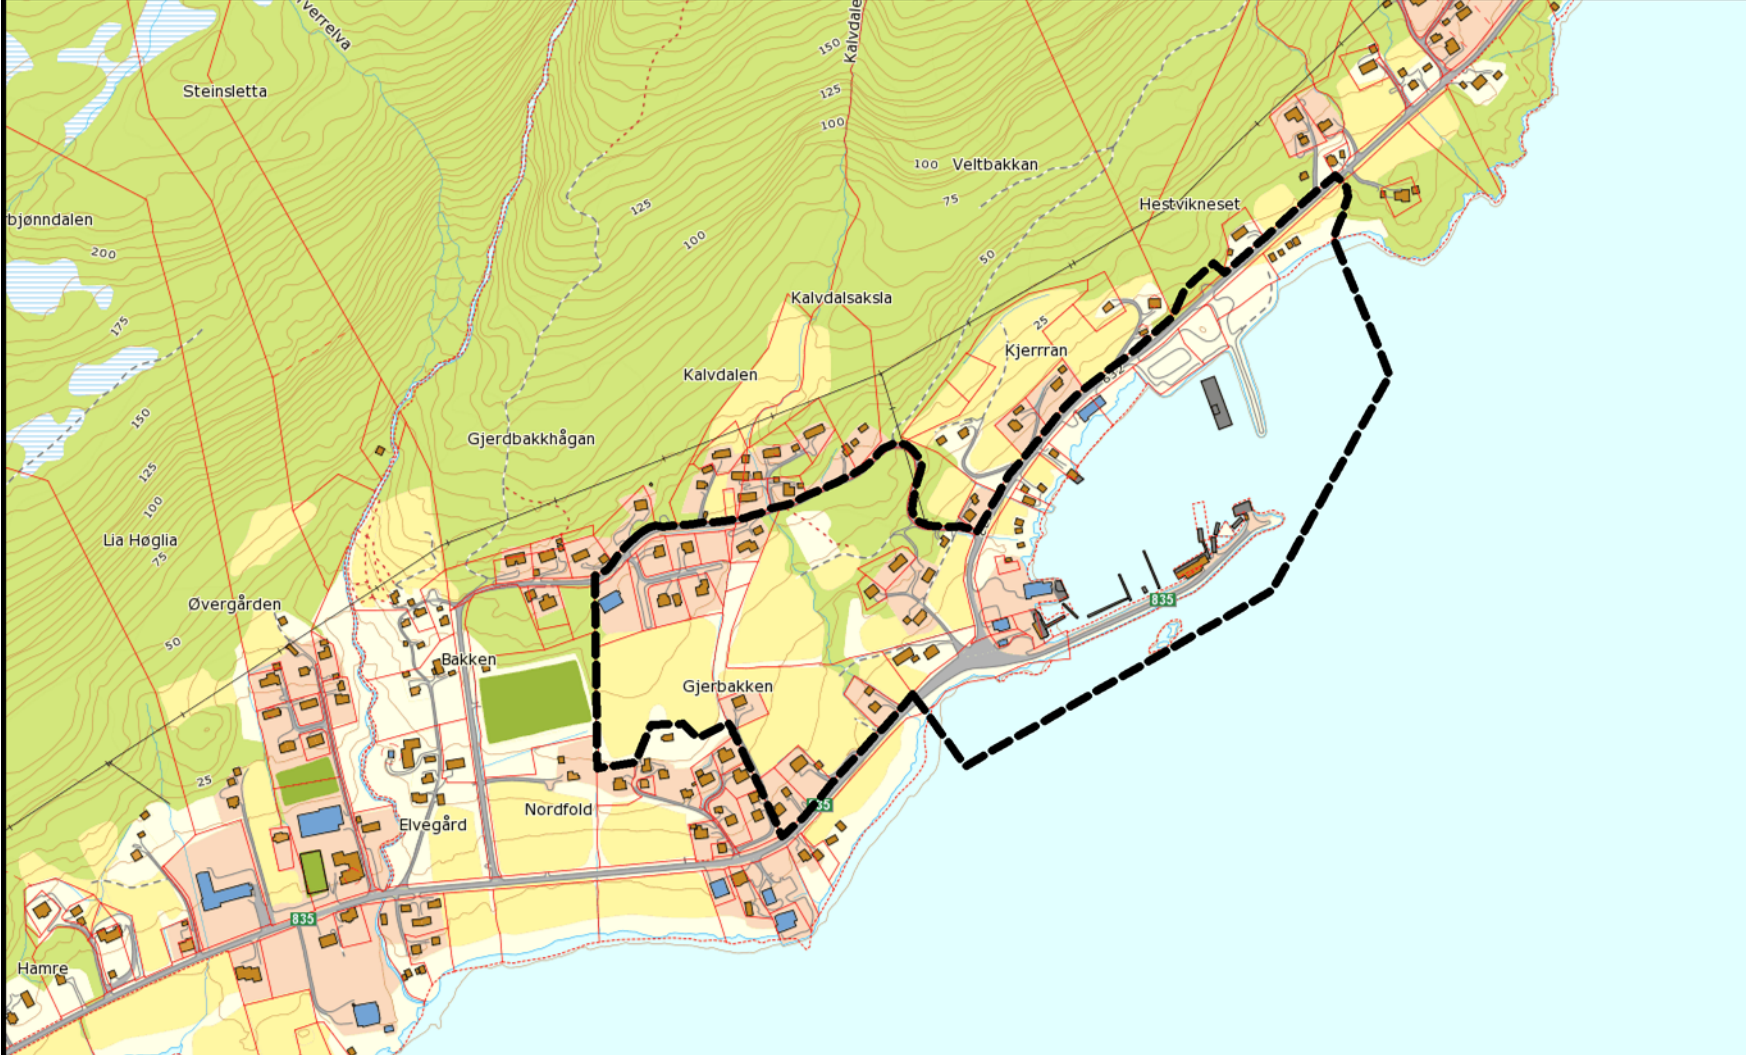 verrelva
Kalvdale
150
Steinsletta
125
100
100
Veltbakkan
75
Hestvikneset
bjønndalen
125
200
100
50
Kalvdalsaksla
175
25
Kjerrran
Kalvdalen
832
150
Gjerdbakkhågan
125
100
Lia Høglia
75
835
Øvergården
50
Bakken
Gjerbakken
25
835
Nordfold
Elvegård
835
Hamre